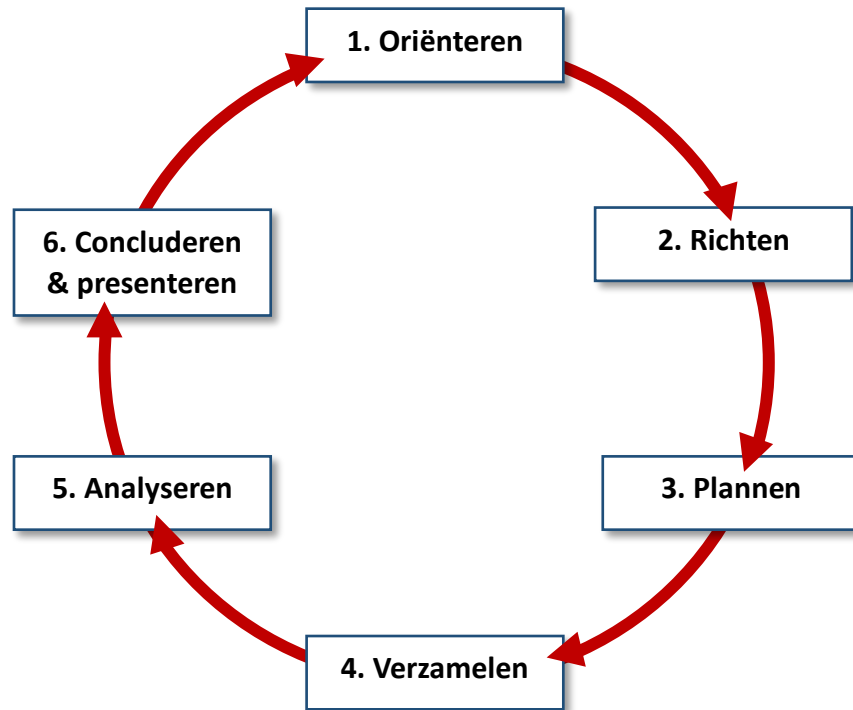 1. Oriënteren
2. Richten
3. Plannen
4. Verzamelen
5. Analyseren
6. Concluderen
& presenteren